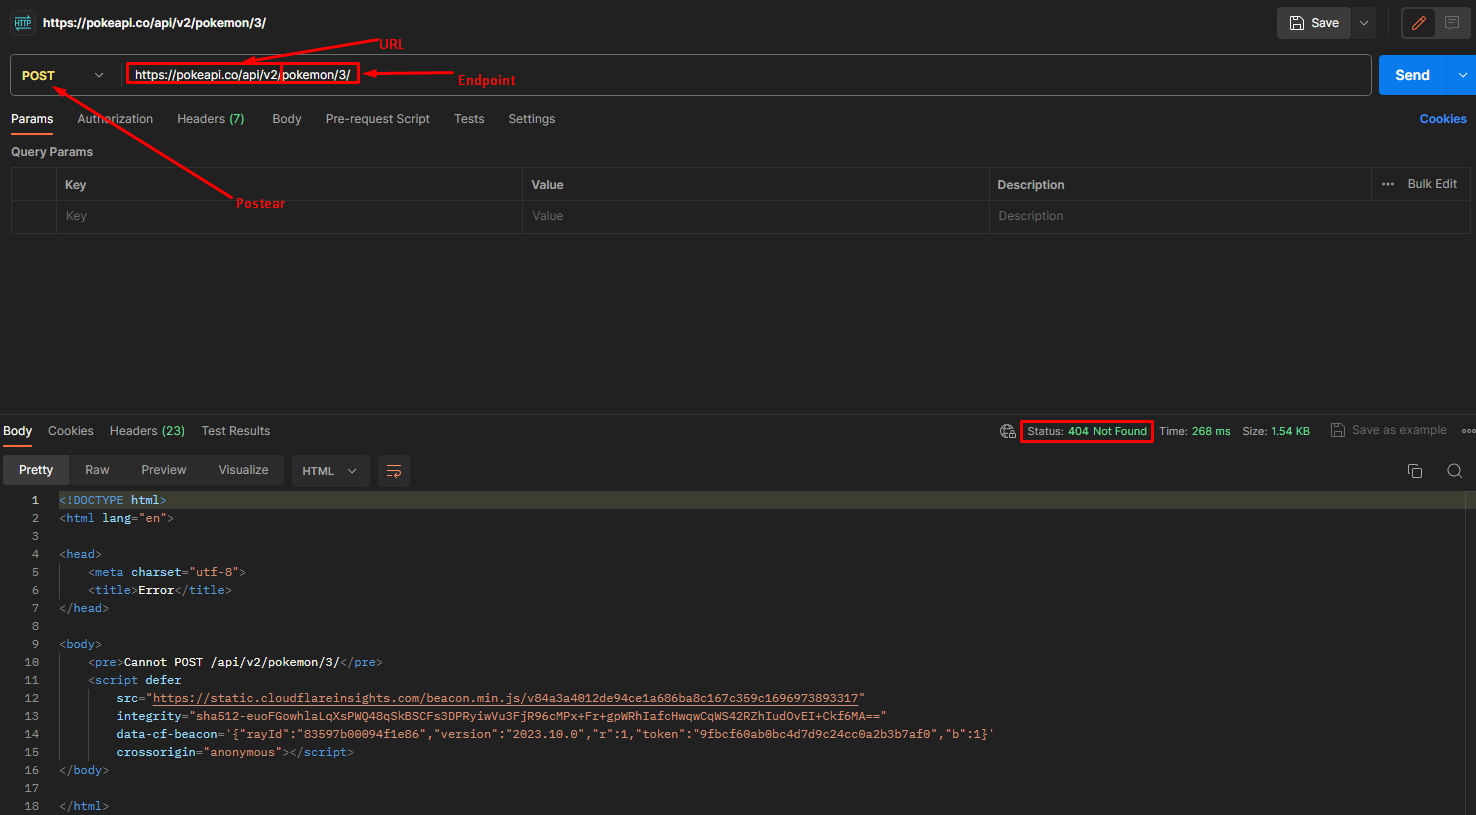 HTTP https://pokeapi.co/api/v2/pokemon/3/
Save
URL
POST https://pokeapi.co/api/v2/pokemon/3/
Endpoint
Send
Params Authorization Headers (7) Body Pre-request Script Tests Settings Cookies
Query Params
Key Value Description ••• Bulk Edit
Key Value Description
Postear
Body Cookies Headers (23) Test Results
Status: 404 Not Found Time: 268 ms Size: 1.54 KB Save as example
Pretty Raw Preview Visualize HTML
1 <!DOCTYPE html>
2 <html lang="en">
3
4 <head>
5 <meta charset="utf-8">
6 <title>Error</title>
7 </head>
8
9 <body>
10 <pre>Cannot POST /api/v2/pokemon/3/</pre>
11 <script defer
12 src="https://static.cloudflareinsights.com/beacon.min.js/v84a3a4012de94ce1a686ba8c167c359c1696973893317"
13 integrity="sha512-euoFGowhlaLqXsPWQ48qSkBSCFs3DPRyiwVu3FjR96cMPx+Fr+gpWRhIafcHwqwCqWS42RZhIudOvEI+Ckf6MA=="
14 data-cf-beacon='{"rayId":"83597b00094f1e86","version":"2023.10.0","r":1,"token":"9fbcf60ab0bc4d7d9c24cc0a2b3b7af0","b":1}'
15 crossorigin="anonymous"></script>
16 </body>
17
18 </html>